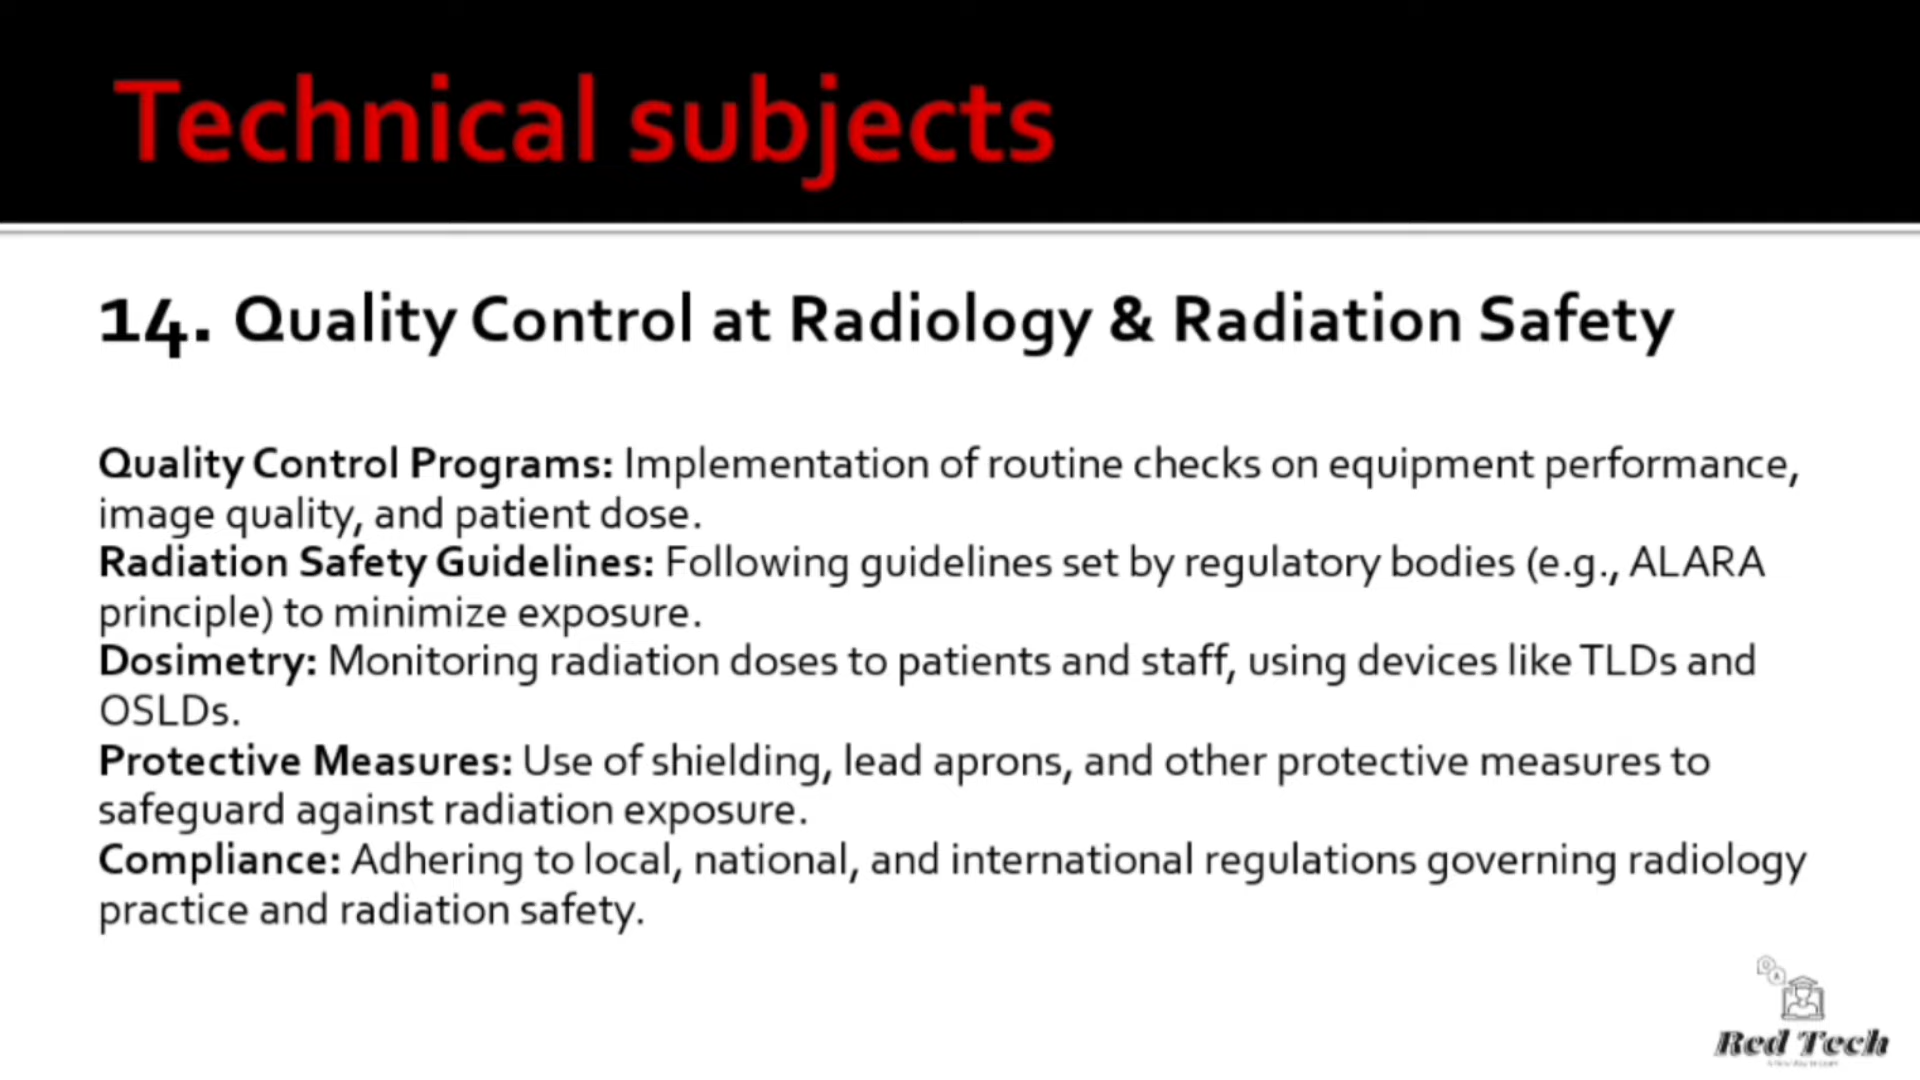 Technical subjects
14. Quality Control at Radiology & Radiation Safety
Quality Control Programs: Implementation of routine checks on equipment performance,
image quality, and patient dose.
Radiation Safety Guidelines: Following guidelines set by regulatory bodies (e.g., ALARA
principle) to minimize exposure.
Dosimetry: Monitoring radiation doses to patients and staff, using devices like TLDs and
OSLDs.
Protective Measures: Use of shielding, lead aprons, and other protective measures to
safeguard against radiation exposure.
Compliance: Adhering to local, national, and international regulations governing radiology
practice and radiation safety.
Red Tech